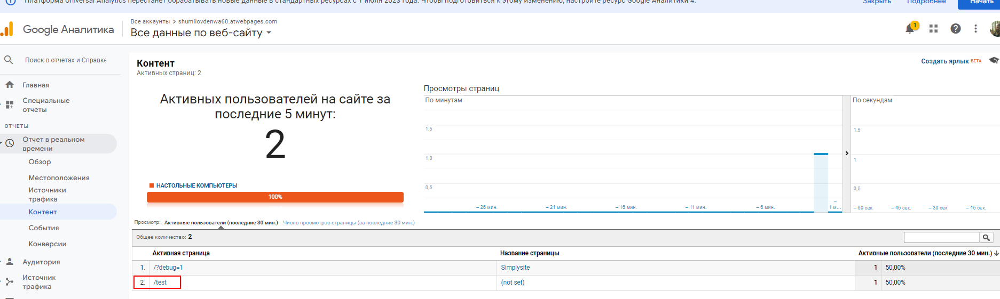 Платформа Universal Analytics перестанет обрабатывать новые данные в стандартных ресурсах с 1 июля 2023 года. Чтобы подготовиться к этому изменению, настройте ресурс Google Аналитики 4.
Закрыть Подробнее Начать
Google Аналитика
Все аккаунты > shumilovdenwa60.atwebpages.com
Все данные по веб-сайту
1
Поиск в отчетах и Справке
Главная
Специальные
отчеты
ОТЧЕТЫ
Отчет в реальном
времени
Обзор
Местоположения
Источники
трафика
Контент
События
Конверсии
Аудитория
Источник
трафика
Контент
Активных страниц: 2
Создать ярлык БЕТА
Активных пользователей на сайте за
последние 5 минут:
2
НАСТОЛЬНЫЕ КОМПЬЮТЕРЫ
100%
Просмотры страниц
По минутам
1,5
1,0
0,5
– 26 мин. – 21 мин. – 16 мин. – 11 мин. – 6 мин. – 1 м...
По секундам
1,5
1
0,5
– 60 сек. – 45 сек. – 30 сек. – 15 сек.
Просмотр: Активные пользователи (последние 30 мин.) Число просмотров страницы (за последние 30 мин.)
Общее количество: 2
Активная страница Название страницы Активные пользователи (последние 30 мин.)
1. /?debug=1 Simplysite 1 50,00%
2. /test (not set) 1 50,00%